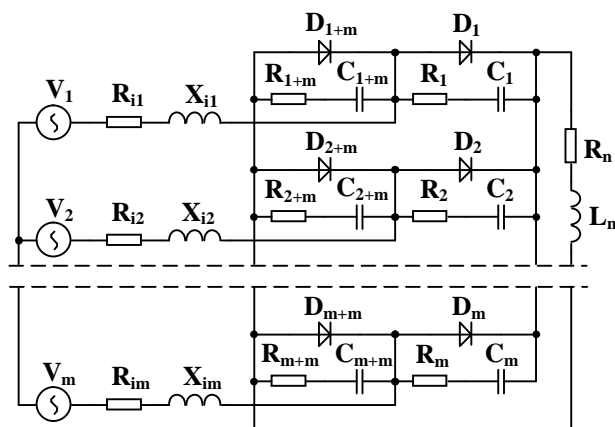 D₁₊ₘ D₁
R₁₊ₘ C₁₊ₘ R₁ C₁
V₁ Rᵢ₁ Xᵢ₁
D₂₊ₘ D₂
Rₙ
R₂₊ₘ C₂₊ₘ R₂ C₂
V₂ Rᵢ₂ Xᵢ₂
Lₙ
Dₘ₊ₘ Dₘ
Rₘ₊ₘ Cₘ₊ₘ Rₘ Cₘ
Vₘ Rᵢₘ Xᵢₘ